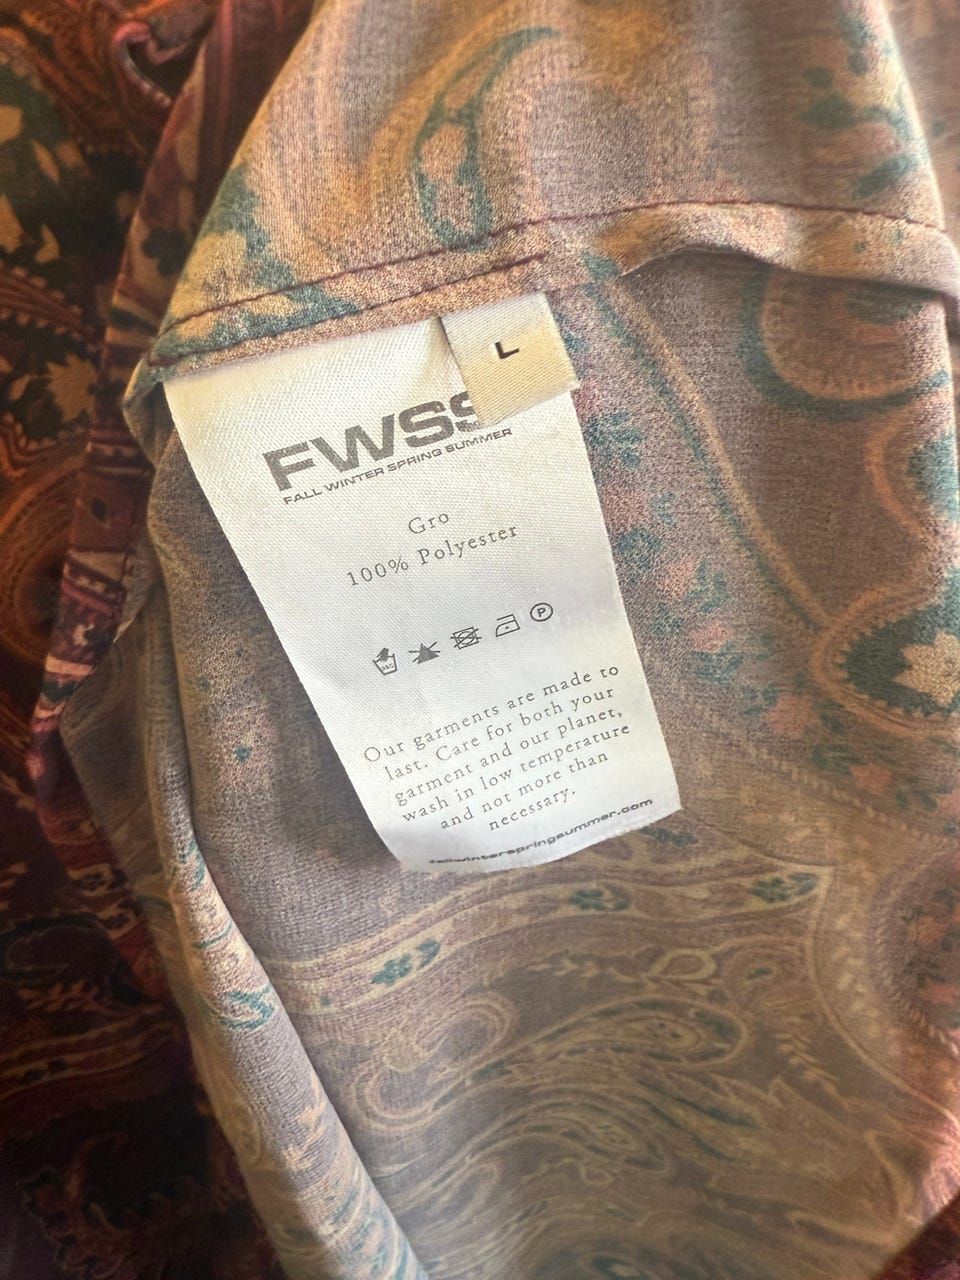 L
FWSS
FALL WINTER SPRING SUMMER
Gro
100% Polyester
P
Our garments are made to
last. Care for both your
garment and our planet,
wash in low temperature
and not more than
necessary.
fallwinterspringsummer.com